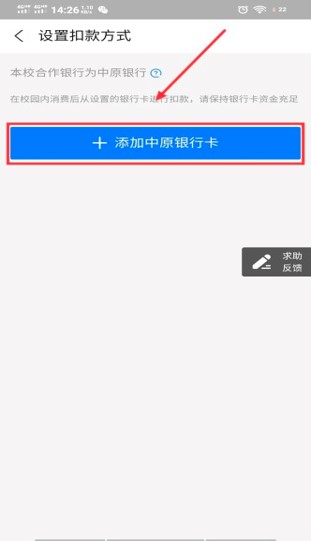 14:26
设置扣款方式
本校合作银行为中原银行
在校园内消费后从设置的银行卡进行扣款，请保持银行卡资金充足
添加中原银行卡
求助
反馈